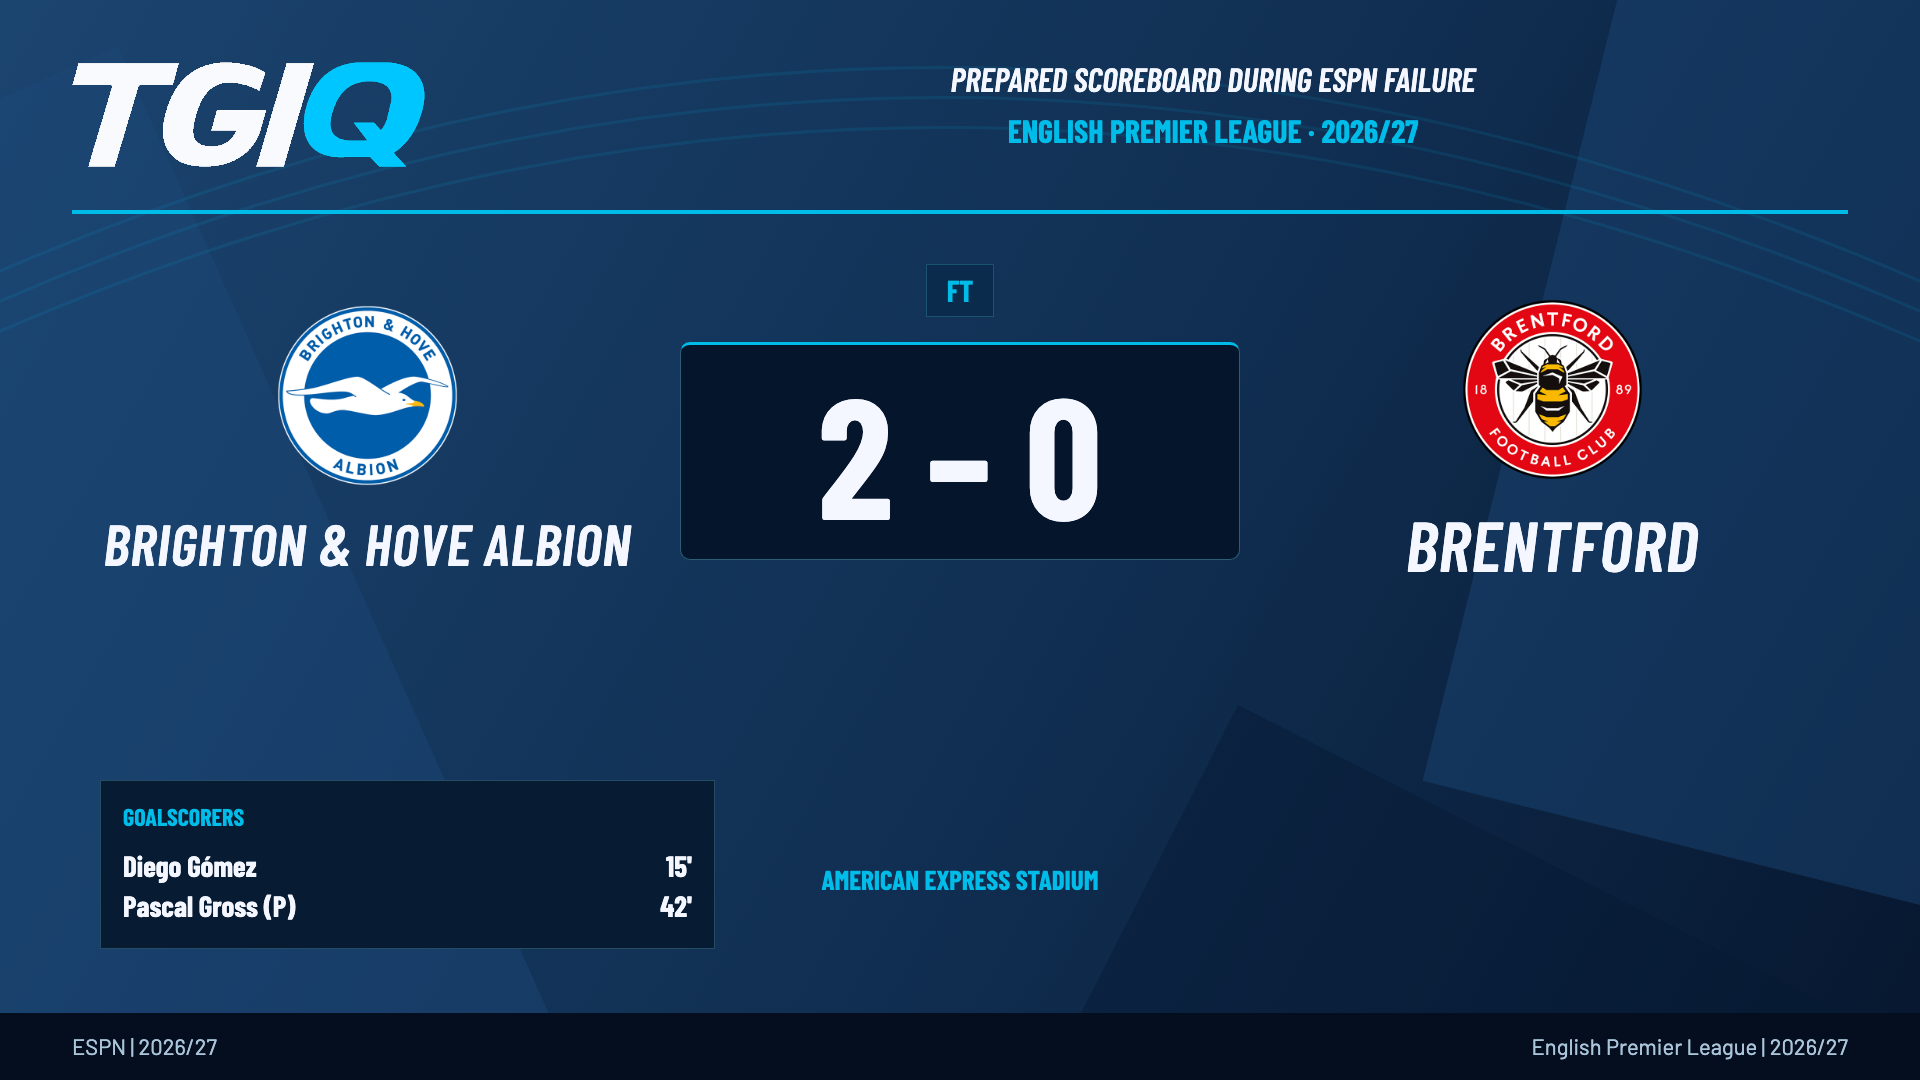 TGIQ
PREPARED SCOREBOARD DURING ESPN FAILURE
ENGLISH PREMIER LEAGUE · 2026/27
FT
BRIGHTON & HOVE
ALBION
BRIGHTON & HOVE ALBION
2 – 0
BRENTFORD
18 89
FOOTBALL CLUB
BRENTFORD
GOALSCORERS
Diego Gómez 15'
Pascal Gross (P) 42'
AMERICAN EXPRESS STADIUM
ESPN | 2026/27
English Premier League | 2026/27